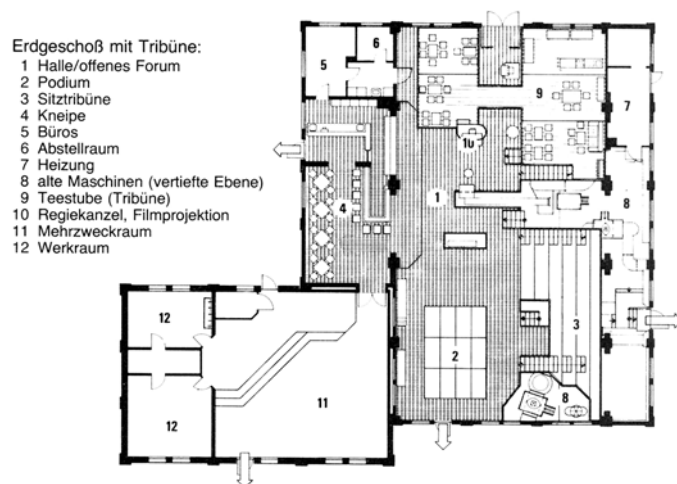 Erdgeschoß mit Tribüne:
1 Halle/offenes Forum
2 Podium
3 Sitztribüne
4 Kneipe
5 Büros
6 Abstellraum
7 Heizung
8 alte Maschinen (vertiefte Ebene)
9 Teestube (Tribüne)
10 Regiekanzel, Filmprojektion
11 Mehrzweckraum
12 Werkraum
6
5
9
7
10
4
1
8
3
12
2
8
11
12